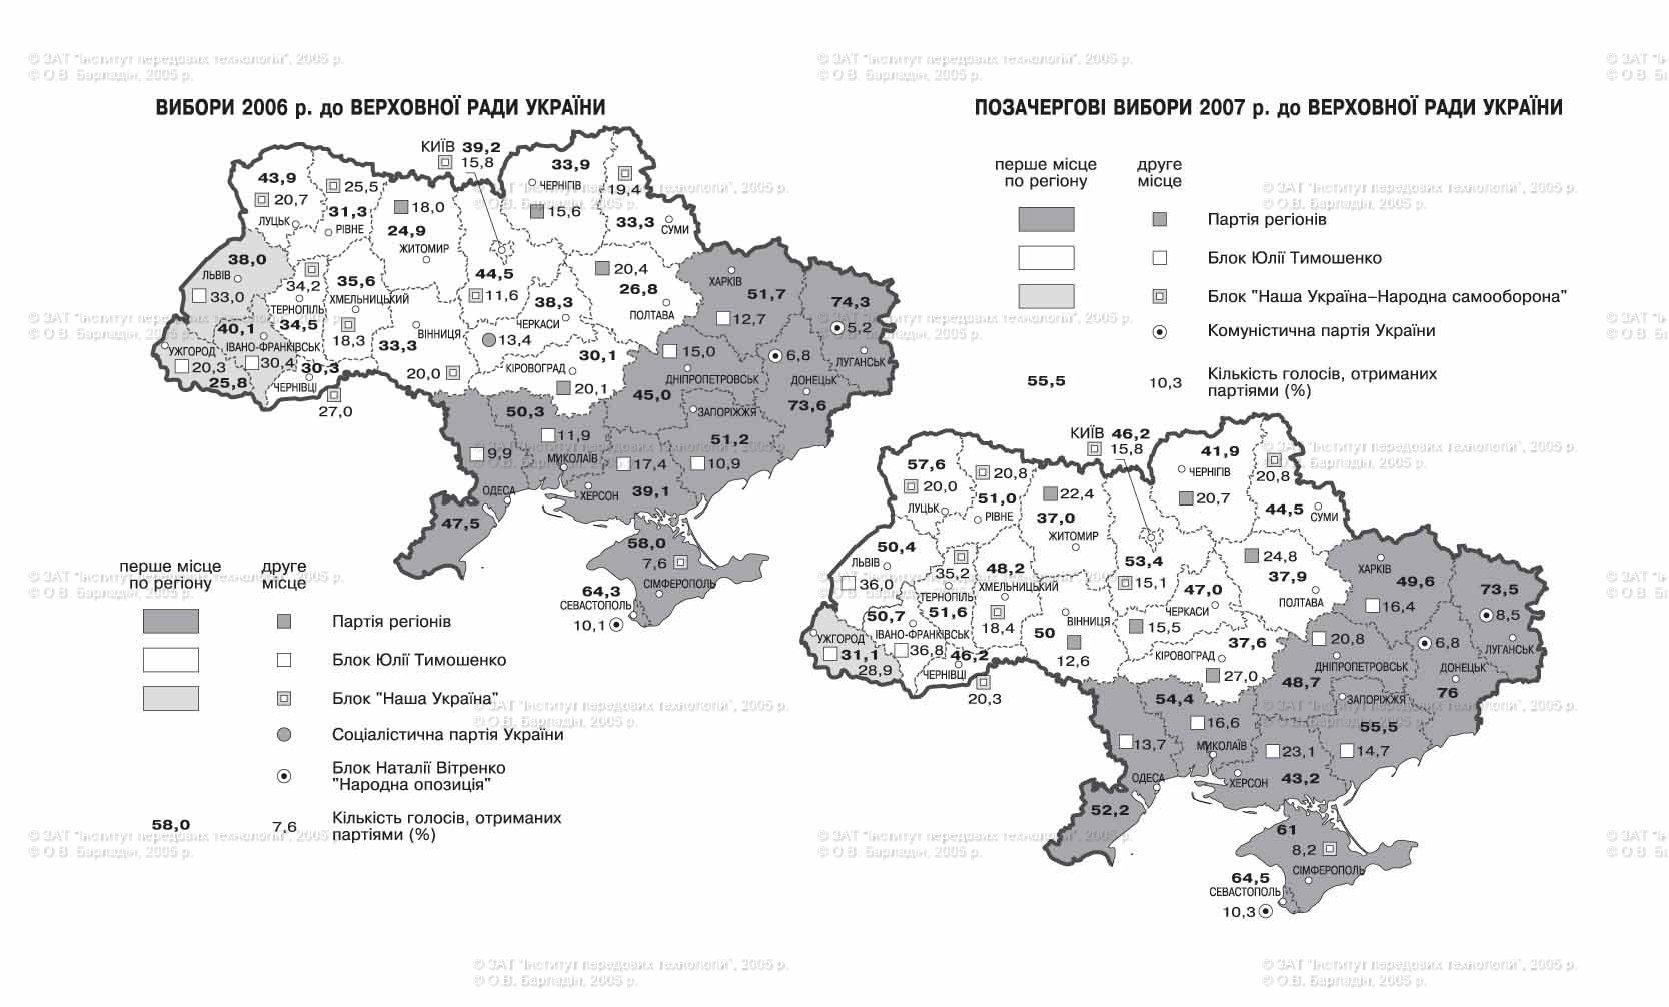 © ЗАТ "Інститут передових технологій", 2005 р.
© О.В. Барладін, 2005 р.
ВИБОРИ 2006 р. до ВЕРХОВНОЇ РАДИ УКРАЇНИ
КИЇВ 39,2
15,8
43,9
20,7
ЛУЦЬК
25,5
31,3
РІВНЕ
18,0
24,9
ЖИТОМИР
33,9
ЧЕРНІГІВ
15,6
19,4
33,3
СУМИ
38,0
ЛЬВІВ
33,0
34,2
ТЕРНОПІЛЬ
34,5
35,6
ХМЕЛЬНИЦЬКИЙ
18,3
44,5
11,6
38,3
ЧЕРКАСИ
13,4
20,4
26,8
ПОЛТАВА
ХАРКІВ
51,7
12,7
74,3
5,2
ЛУГАНСЬК
40,1
ІВАНО-ФРАНКІВСЬК
30,4
УЖГОРОД
20,3
25,8
30,3
ЧЕРНІВЦІ
27,0
ВІННИЦЯ
33,3
20,0
30,1
КІРОВОГРАД
20,1
15,0
ДНІПРОПЕТРОВСЬК
45,0
6,8
ДОНЕЦЬК
73,6
ЗАПОРІЖЖЯ
51,2
10,9
50,3
11,9
МИКОЛАЇВ
9,9
ОДЕСА
47,5
17,4
ХЕРСОН
39,1
58,0
7,6
СІМФЕРОПОЛЬ
64,3
СЕВАСТОПОЛЬ
10,1
перше місце
по регіону
друге
місце
Партія регіонів
Блок Юлії Тимошенко
Блок "Наша Україна"
Соціалістична партія України
Блок Наталії Вітренко
"Народна опозиція"
58,0
7,6
Кількість голосів, отриманих
партіями (%)
ПОЗАЧЕРГОВІ ВИБОРИ 2007 р. до ВЕРХОВНОЇ РАДИ УКРАЇНИ
перше місце
по регіону
друге
місце
Партія регіонів
Блок Юлії Тимошенко
Блок "Наша Україна–Народна самооборона"
Комуністична партія України
55,5
10,3
Кількість голосів, отриманих
партіями (%)
КИЇВ 46,2
15,8
57,6
20,0
ЛУЦЬК
20,8
51,0
РІВНЕ
22,4
37,0
ЖИТОМИР
41,9
ЧЕРНІГІВ
20,7
20,8
44,5
СУМИ
50,4
ЛЬВІВ
36,0
35,2
ТЕРНОПІЛЬ
51,6
48,2
ХМЕЛЬНИЦЬКИЙ
18,4
53,4
15,1
47,0
ЧЕРКАСИ
15,5
24,8
37,9
ПОЛТАВА
ХАРКІВ
49,6
16,4
73,5
8,5
ЛУГАНСЬК
50,7
ІВАНО-ФРАНКІВСЬК
36,8
УЖГОРОД
31,1
28,9
46,2
ЧЕРНІВЦІ
20,3
ВІННИЦЯ
50
12,6
37,6
КІРОВОГРАД
27,0
20,8
ДНІПРОПЕТРОВСЬК
48,7
6,8
ДОНЕЦЬК
76
ЗАПОРІЖЖЯ
55,5
14,7
54,4
16,6
МИКОЛАЇВ
13,7
ОДЕСА
52,2
23,1
ХЕРСОН
43,2
61
8,2
СІМФЕРОПОЛЬ
64,5
СЕВАСТОПОЛЬ
10,3